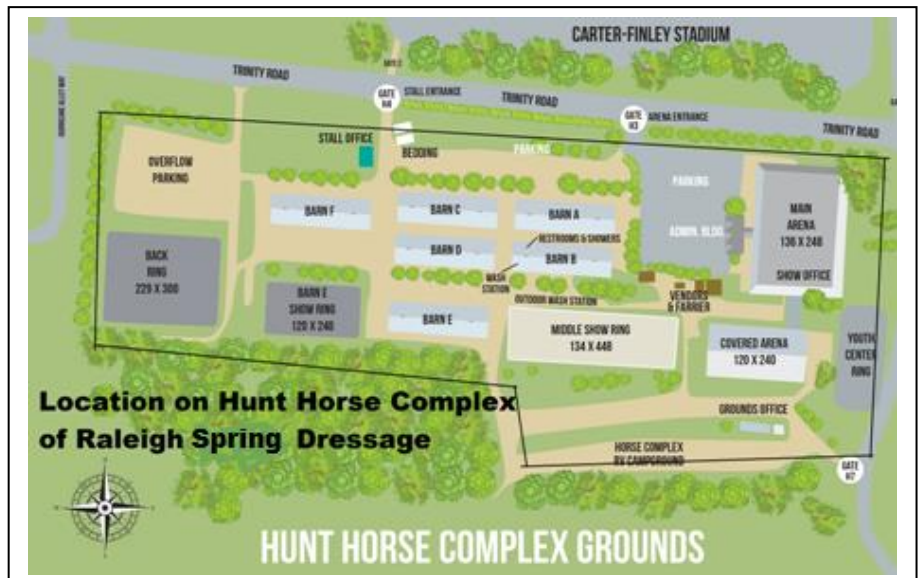 CARTER-FINLEY STADIUM
TRINITY ROAD
STALL ENTRANCE
GATE
H4
TRINITY ROAD
GATE
H3
ARENA ENTRANCE
TRINITY ROAD
STALL OFFICE
BEDDING
PARKING
OVERFLOW
PARKING
PARKING
BARN F
BARN C
BARN A
ADMIN. BLDG
MAIN
ARENA
136 X 248
SHOW OFFICE
RESTROOMS & SHOWERS
BARN D
BARN B
BACK
RING
229 X 300
WASH
STATION
BARN E
SHOW RING
120 X 240
OUTDOOR WASH STATION
VENDORS
& FARRIER
BARN E
MIDDLE SHOW RING
134 X 448
COVERED ARENA
120 X 240
YOUTH
CENTER
RING
Location on Hunt Horse Complex
of Raleigh Spring Dressage
GROUNDS OFFICE
HORSE COMPLEX
RV CAMPGROUND
GATE
H7
HUNT HORSE COMPLEX GROUNDS